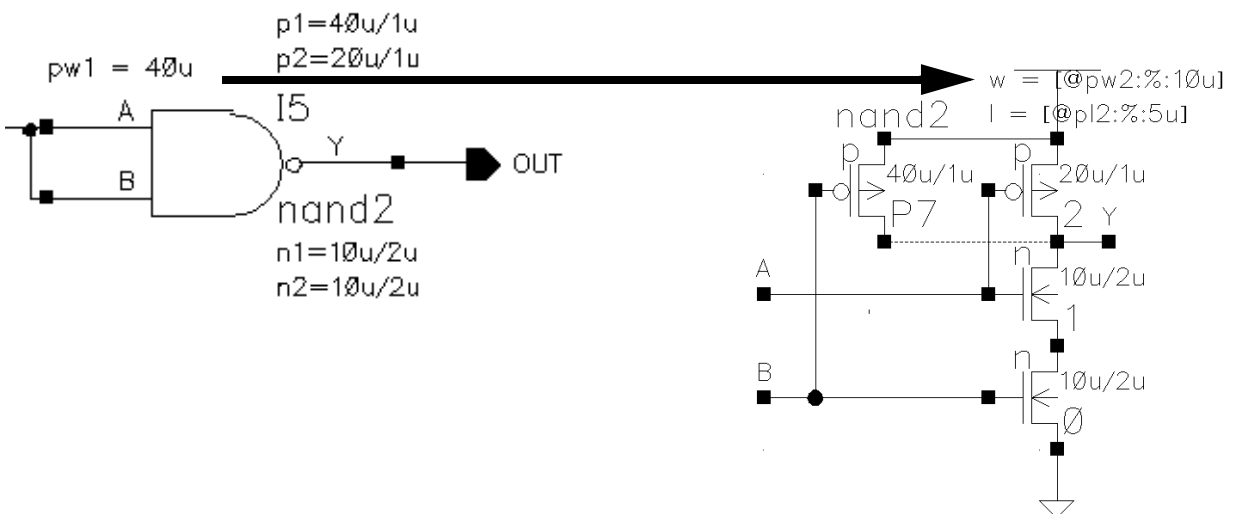 p1=40u/1u
p2=20u/1u
pw1 = 40u
I5
A
B
Y
OUT
nand2
n1=10u/2u
n2=10u/2u
w = [@pw2:%:10u]
l = [@pl2:%:5u]
nand2
p
40u/1u
P7
p
20u/1u
2
Y
A
n
10u/2u
1
B
n
10u/2u
0